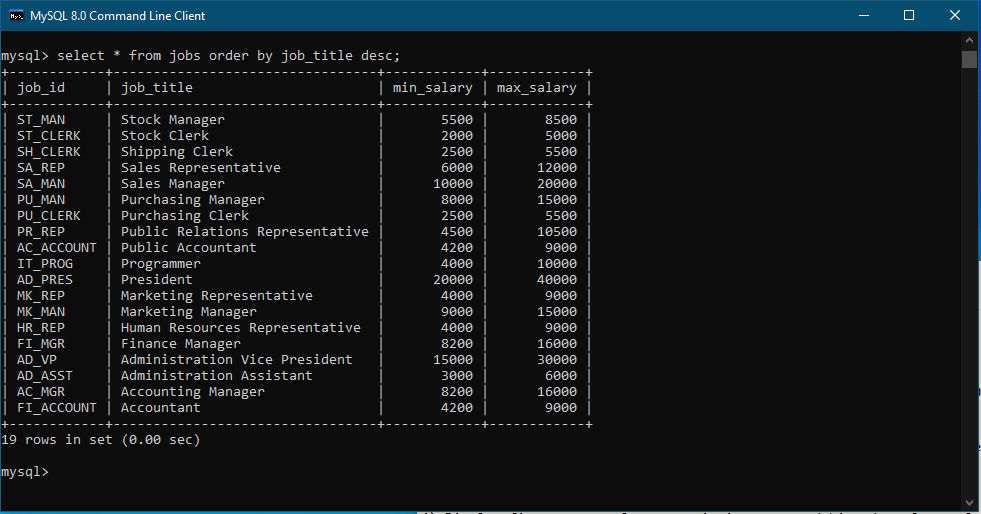 MySQL 8.0 Command Line Client
mysql> select * from jobs order by job_title desc;
+------------+---------------------------------+------------+------------+
| job_id     | job_title                       | min_salary | max_salary |
+------------+---------------------------------+------------+------------+
| ST_MAN     | Stock Manager                   |       5500 |       8500 |
| ST_CLERK   | Stock Clerk                     |       2000 |       5000 |
| SH_CLERK   | Shipping Clerk                  |       2500 |       5500 |
| SA_REP     | Sales Representative            |       6000 |      12000 |
| SA_MAN     | Sales Manager                   |      10000 |      20000 |
| PU_MAN     | Purchasing Manager              |       8000 |      15000 |
| PU_CLERK   | Purchasing Clerk                |       2500 |       5500 |
| PR_REP     | Public Relations Representative |       4500 |      10500 |
| AC_ACCOUNT | Public Accountant               |       4200 |       9000 |
| IT_PROG    | Programmer                      |       4000 |      10000 |
| AD_PRES    | President                       |      20000 |      40000 |
| MK_REP     | Marketing Representative        |       4000 |       9000 |
| MK_MAN     | Marketing Manager               |       9000 |      15000 |
| HR_REP     | Human Resources Representative  |       4000 |       9000 |
| FI_MGR     | Finance Manager                 |       8200 |      16000 |
| AD_VP      | Administration Vice President   |      15000 |      30000 |
| AD_ASST    | Administration Assistant        |       3000 |       6000 |
| AC_MGR     | Accounting Manager              |       8200 |      16000 |
| FI_ACCOUNT | Accountant                      |       4200 |       9000 |
+------------+---------------------------------+------------+------------+
19 rows in set (0.00 sec)
mysql>